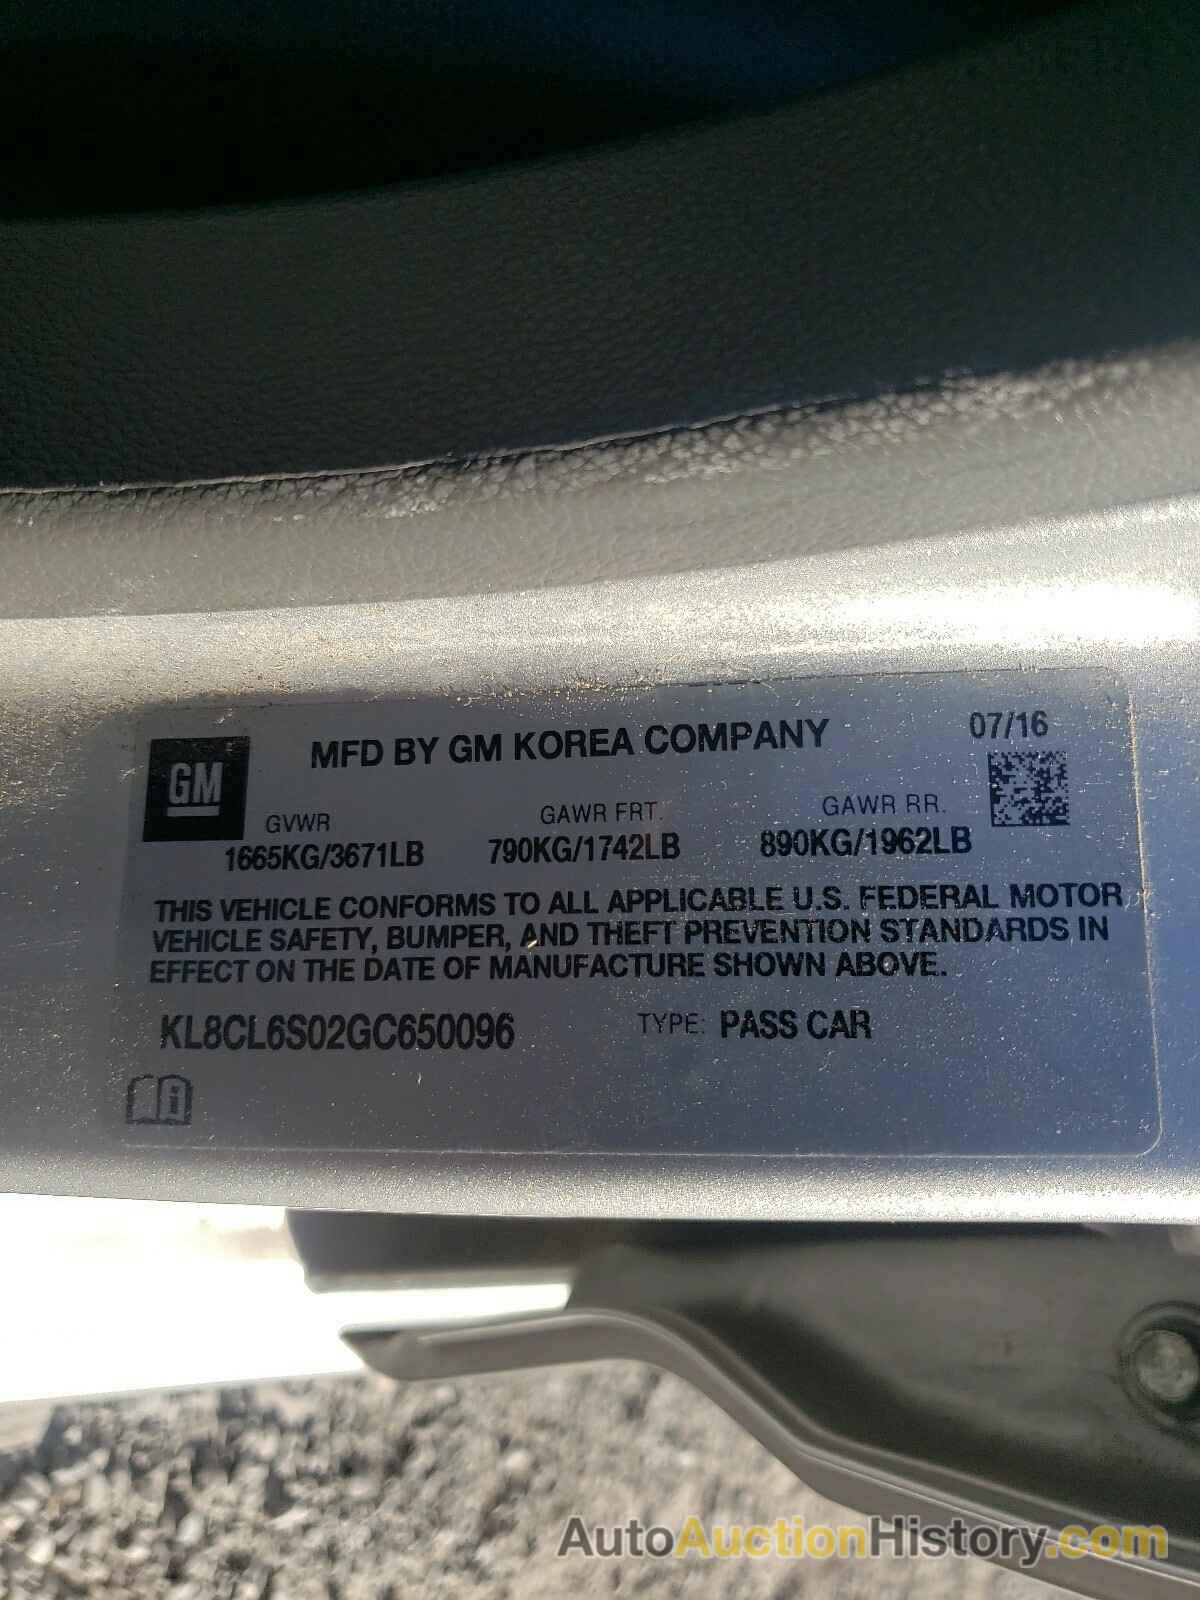 MFD BY GM KOREA COMPANY
07/16
GM
GVWR
GAWR FRT.
GAWR RR.
1665KG/3671LB
790KG/1742LB
890KG/1962LB
THIS VEHICLE CONFORMS TO ALL APPLICABLE U.S. FEDERAL MOTOR
VEHICLE SAFETY, BUMPER, AND THEFT PREVENTION STANDARDS IN
EFFECT ON THE DATE OF MANUFACTURE SHOWN ABOVE.
KL8CL6S02GC650096
TYPE: PASS CAR
AutoAuctionHistory.com